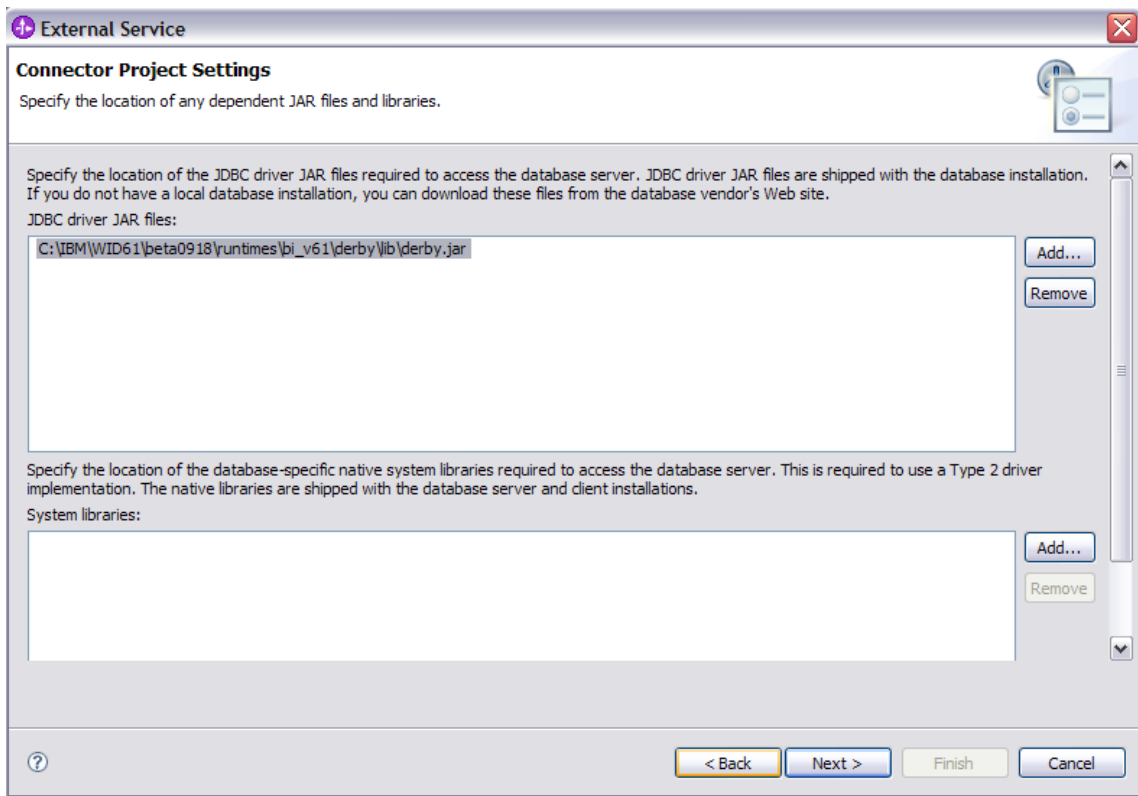 External Service
Connector Project Settings
Specify the location of any dependent JAR files and libraries.
Specify the location of the JDBC driver JAR files required to access the database server. JDBC driver JAR files are shipped with the database installation.
If you do not have a local database installation, you can download these files from the database vendor's Web site.
JDBC driver JAR files:
C:\IBM\WID61\beta0918\runtimes\bi_v61\derby\lib\derby.jar
Add...
Remove
Specify the location of the database-specific native system libraries required to access the database server. This is required to use a Type 2 driver
implementation. The native libraries are shipped with the database server and client installations.
System libraries:
Add...
Remove
?
< Back Next > Finish Cancel